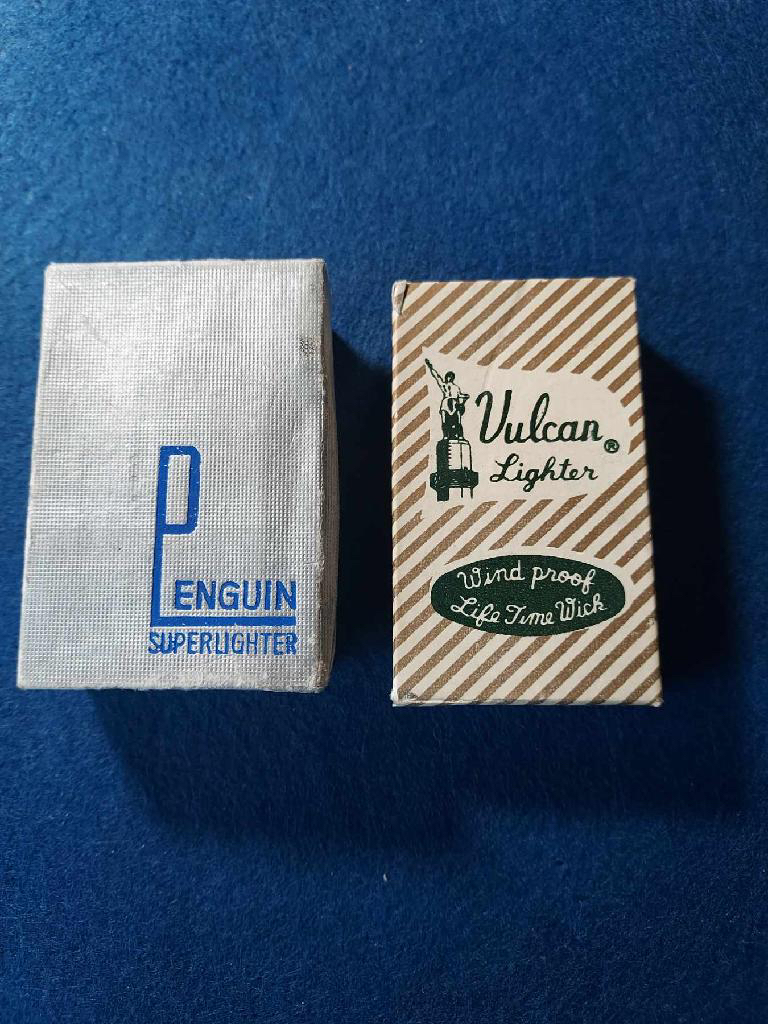 PENGUIN
SUPERLIGHTER
Vulcan ®
Lighter
Wind proof
Life Time Wick